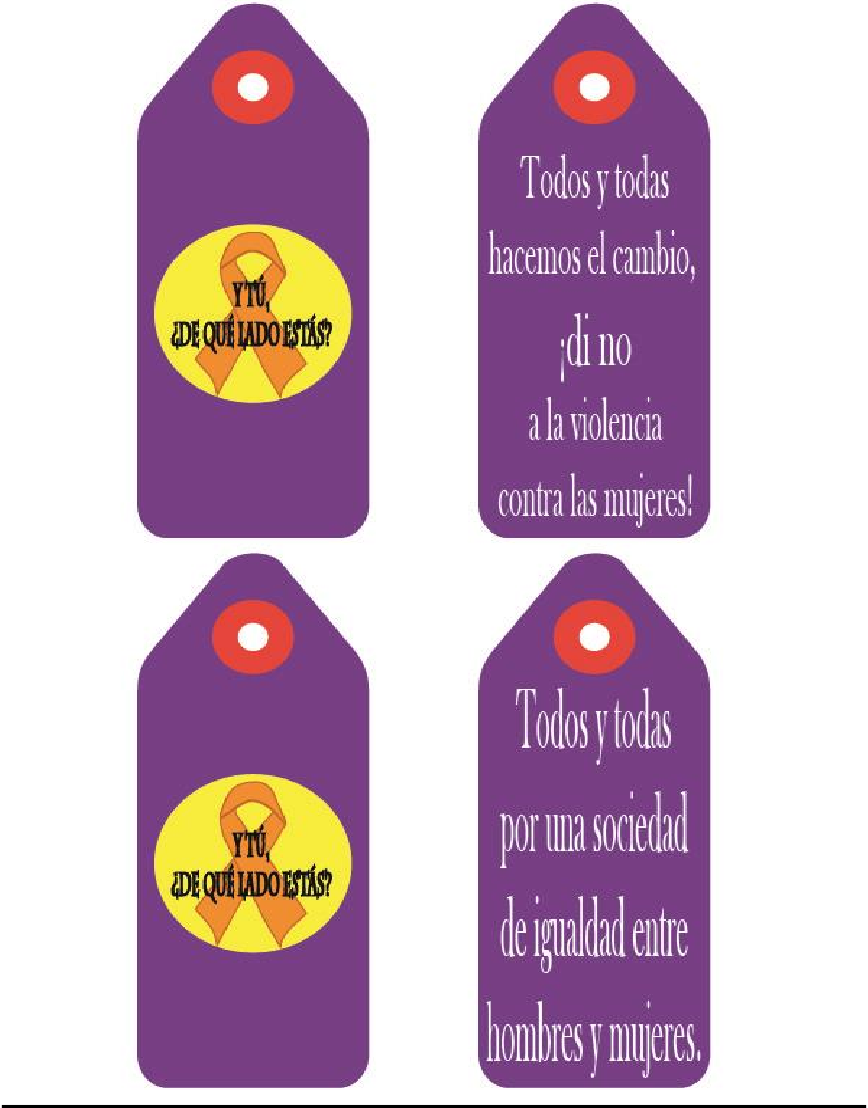 Y TÚ,
¿DE QUÉ LADO ESTÁS?
Todos y todas
hacemos el cambio,
¡di no
a la violencia
contra las mujeres!
Y TÚ,
¿DE QUÉ LADO ESTÁS?
Todos y todas
por una sociedad
de igualdad entre
hombres y mujeres.